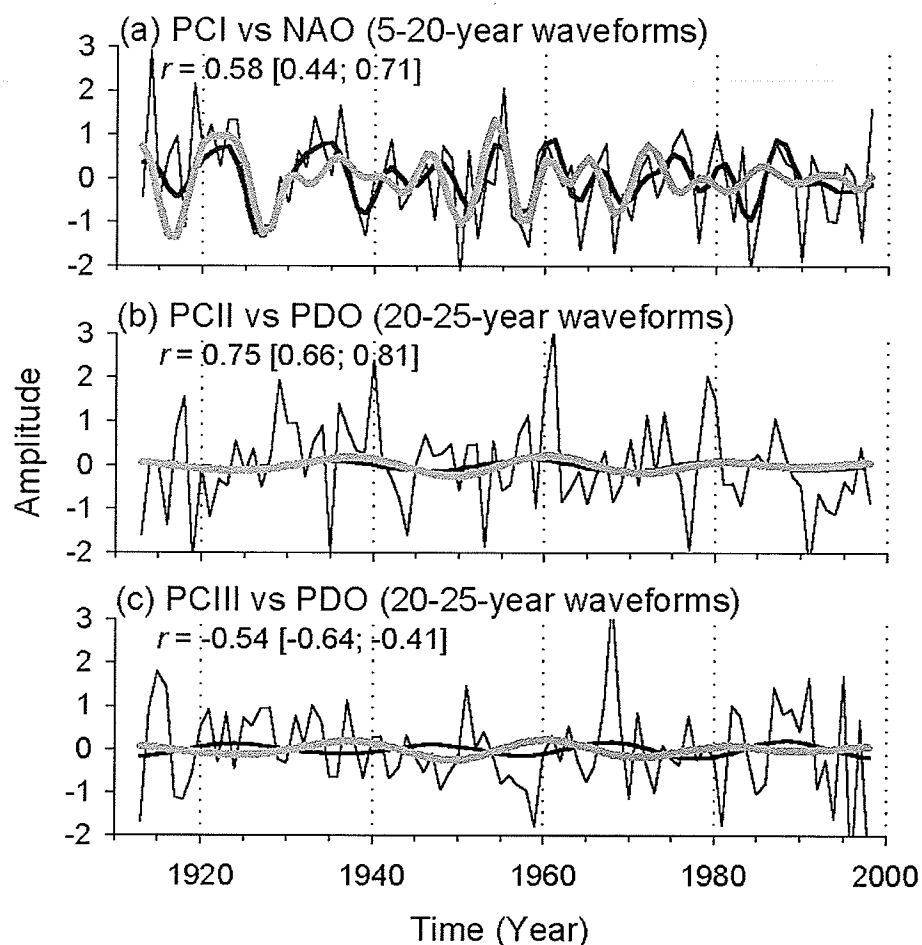 (a) PCI vs NAO (5-20-year waveforms)
r = 0.58 [0.44; 0.71]
3
2
1
0
-1
-2
(b) PCII vs PDO (20-25-year waveforms)
r = 0.75 [0.66; 0.81]
3
2
1
0
-1
-2
Amplitude
(c) PCIII vs PDO (20-25-year waveforms)
r = -0.54 [-0.64; -0.41]
3
2
1
0
-1
-2
1920 1940 1960 1980 2000
Time (Year)